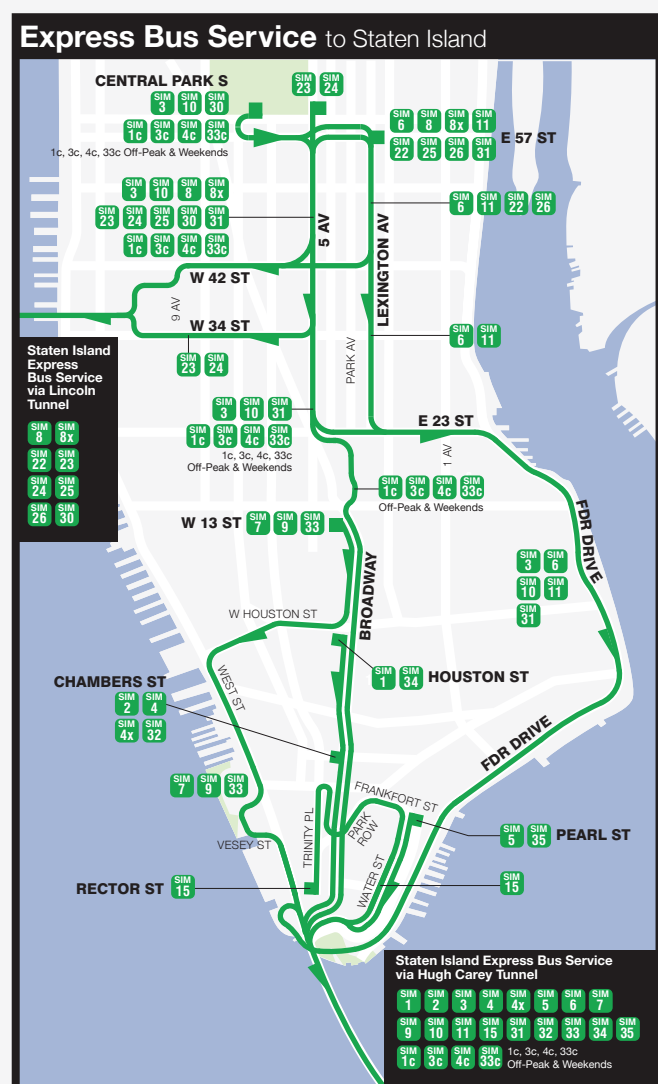 Express Bus Service to Staten Island
CENTRAL PARK S
SIM 3 SIM 10 SIM 30
SIM 1c SIM 3c SIM 4c SIM 33c
1c, 3c, 4c, 33c Off-Peak & Weekends
SIM 23 SIM 24
SIM 6 SIM 8 SIM 8x SIM 11
SIM 22 SIM 25 SIM 26 SIM 31
E 57 ST
SIM 3 SIM 10 SIM 8 SIM 8x
SIM 23 SIM 24 SIM 25 SIM 30 SIM 31
SIM 1c SIM 3c SIM 4c SIM 33c
5 AV
LEXINGTON AV
SIM 6 SIM 11 SIM 22 SIM 26
W 42 ST
9 AV
W 34 ST
SIM 23 SIM 24
PARK AV
SIM 6 SIM 11
Staten Island
Express
Bus Service
via Lincoln
Tunnel
SIM 8 SIM 8x
SIM 22 SIM 23
SIM 24 SIM 25
SIM 26 SIM 30
SIM 3 SIM 10 SIM 31
SIM 1c SIM 3c SIM 4c SIM 33c
1c, 3c, 4c, 33c
Off-Peak & Weekends
E 23 ST
1 AV
SIM 1c SIM 3c SIM 4c SIM 33c
Off-Peak & Weekends
W 13 ST SIM 7 SIM 9 SIM 33
FDR DRIVE
SIM 3 SIM 6
SIM 10 SIM 11
SIM 31
BROADWAY
W HOUSTON ST
SIM 1 SIM 34 HOUSTON ST
WEST ST
CHAMBERS ST
SIM 2 SIM 4
SIM 4x SIM 32
FDR DRIVE
SIM 7 SIM 9 SIM 33
FRANKFORT ST
PARK
ROW
TRINITY PL
VESEY ST
SIM 5 SIM 35 PEARL ST
WATER ST
SIM 15
RECTOR ST SIM 15
Staten Island Express Bus Service
via Hugh Carey Tunnel
SIM 1 SIM 2 SIM 3 SIM 4 SIM 4x SIM 5 SIM 6 SIM 7
SIM 9 SIM 10 SIM 11 SIM 15 SIM 31 SIM 32 SIM 33 SIM 34 SIM 35
SIM 1c SIM 3c SIM 4c SIM 33c
1c, 3c, 4c, 33c
Off-Peak & Weekends